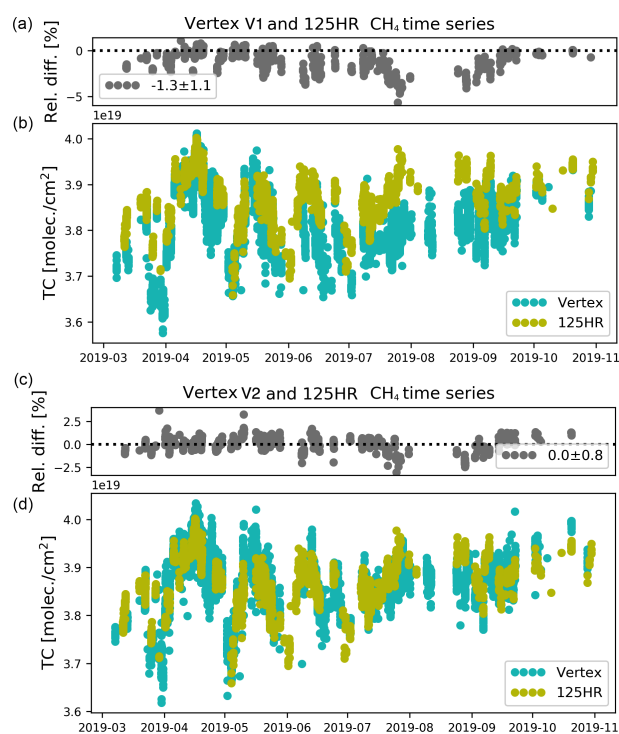 (a)
Vertex V1 and 125HR CH₄ time series
Rel. diff. [%]
0
−5
-1.3±1.1
(b)
1e19
TC [molec./cm²]
4.0
3.9
3.8
3.7
3.6
Vertex
125HR
2019-03 2019-04 2019-05 2019-06 2019-07 2019-08 2019-09 2019-10 2019-11
(c)
Vertex V2 and 125HR CH₄ time series
Rel. diff. [%]
2.5
0.0
−2.5
0.0±0.8
(d)
1e19
TC [molec./cm²]
4.0
3.9
3.8
3.7
3.6
Vertex
125HR
2019-03 2019-04 2019-05 2019-06 2019-07 2019-08 2019-09 2019-10 2019-11